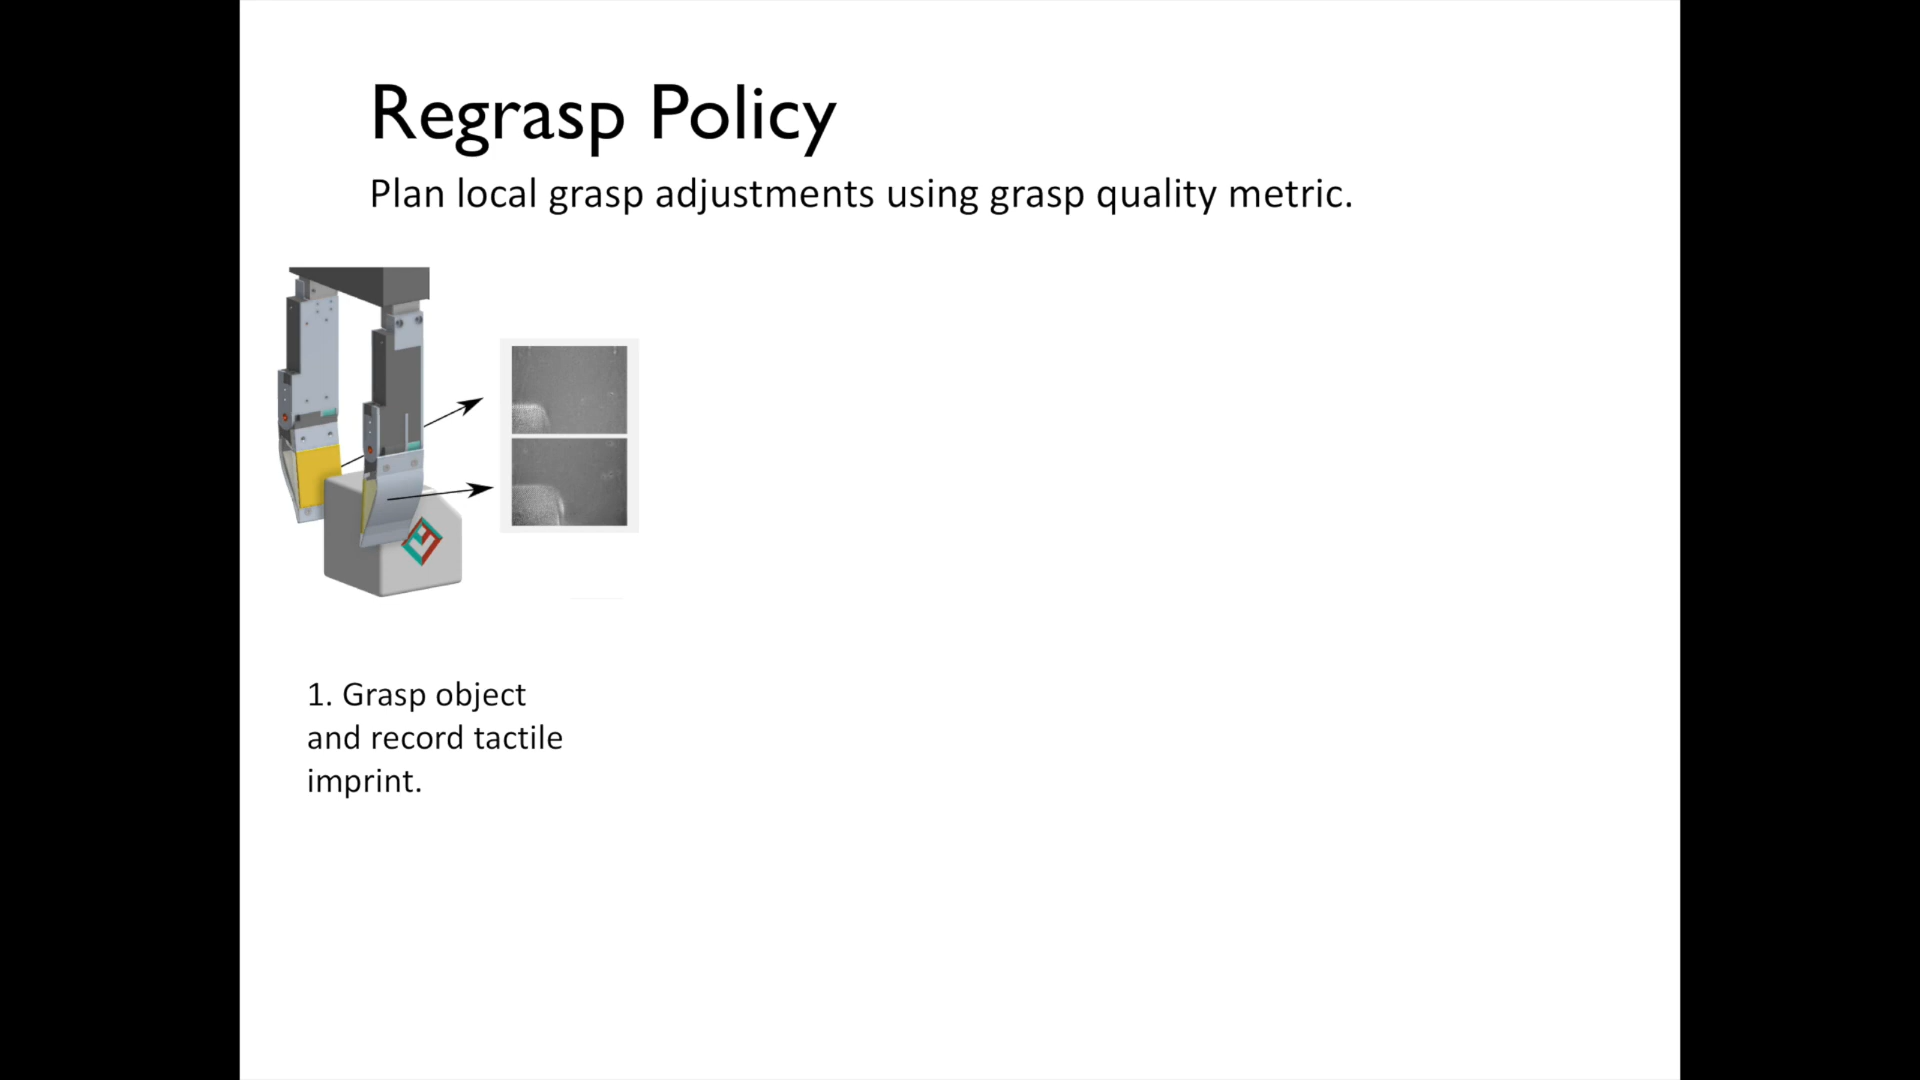 Regrasp Policy
Plan local grasp adjustments using grasp quality metric.
1. Grasp object
and record tactile
imprint.